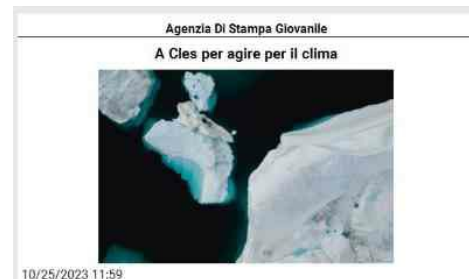 Agenzia Di Stampa Giovanile
A Cles per agire per il clima
10/25/2023 11:59